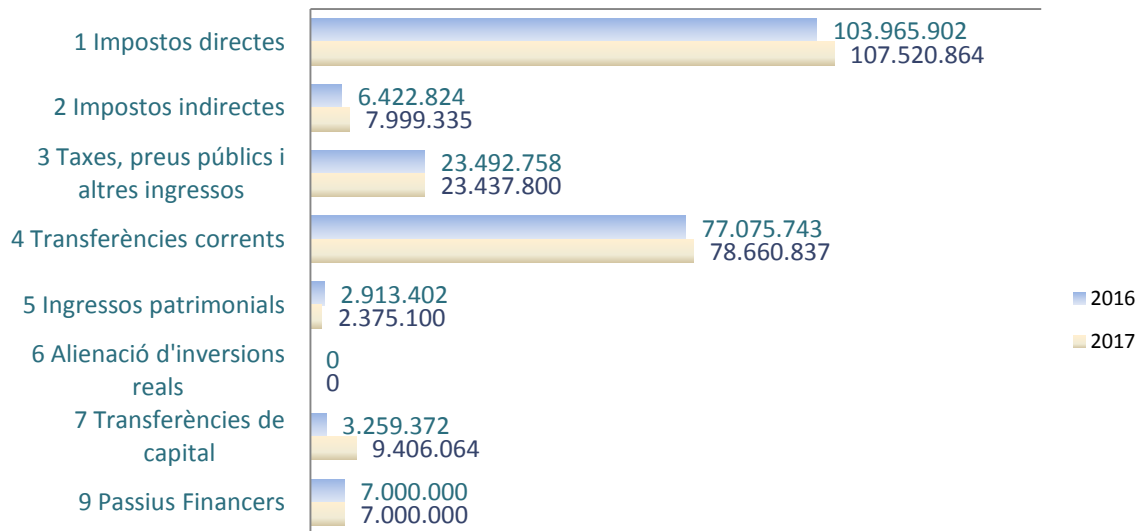 1 Impostos directes
103.965.902
107.520.864
2 Impostos indirectes
6.422.824
7.999.335
3 Taxes, preus públics i
altres ingressos
23.492.758
23.437.800
4 Transferències corrents
77.075.743
78.660.837
5 Ingressos patrimonials
2.913.402
2.375.100
6 Alienació d'inversions
reals
0
0
7 Transferències de
capital
3.259.372
9.406.064
9 Passius Financers
7.000.000
7.000.000
2016
2017